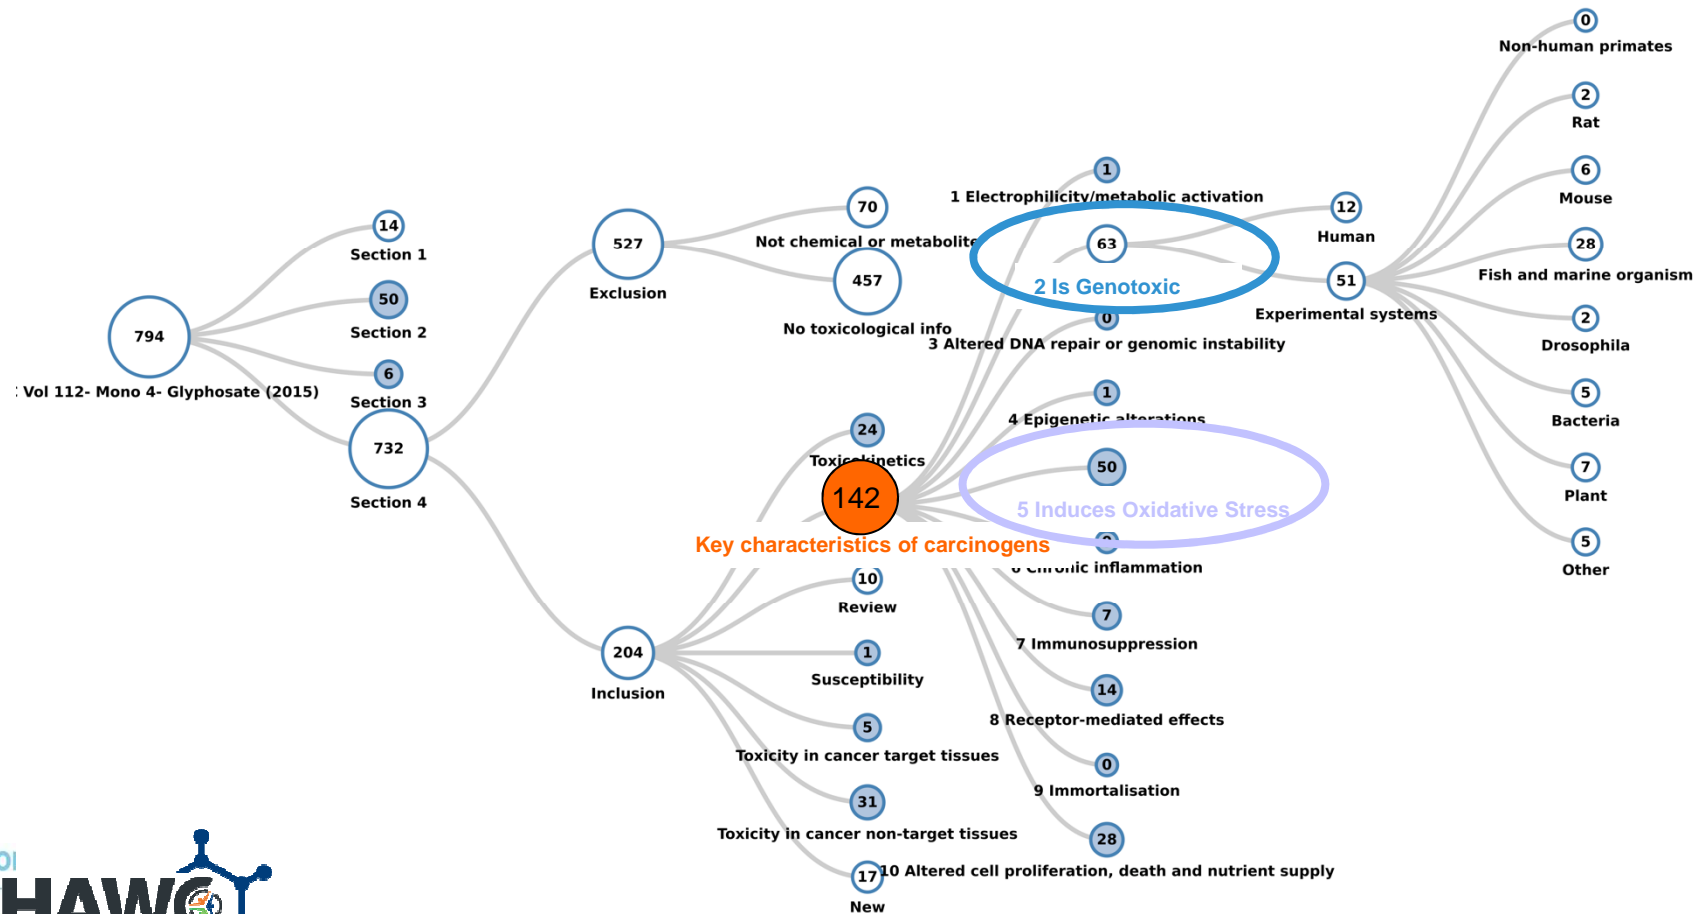 794
: Vol 112- Mono 4- Glyphosate (2015)
14
Section 1
50
Section 2
6
Section 3
732
Section 4
527
Exclusion
204
Inclusion
70
Not chemical or metabolite
457
No toxicological info
24
Toxicokinetics
142
Key characteristics of carcinogens
10
Review
1
Susceptibility
5
Toxicity in cancer target tissues
31
Toxicity in cancer non-target tissues
17
New
1
1 Electrophilicity/metabolic activation
63
2 Is Genotoxic
0
3 Altered DNA repair or genomic instability
1
4 Epigenetic alterations
50
5 Induces Oxidative Stress
6 Chronic inflammation
7
7 Immunosuppression
14
8 Receptor-mediated effects
0
9 Immortalisation
28
10 Altered cell proliferation, death and nutrient supply
12
Human
51
Experimental systems
0
Non-human primates
2
Rat
6
Mouse
28
Fish and marine organism
2
Drosophila
5
Bacteria
7
Plant
5
Other
HAWC